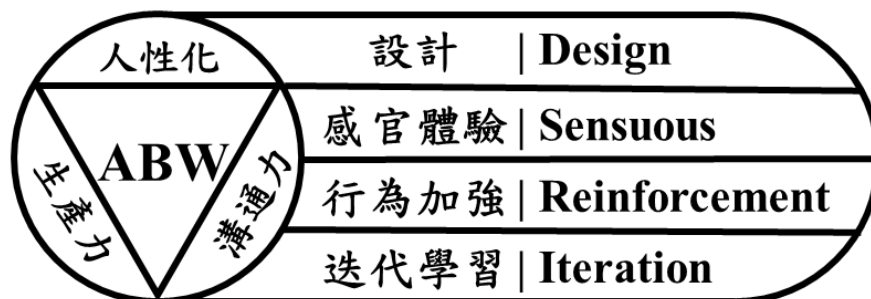 人性化
ABW
生產力
溝通力
設計 | Design
感官體驗 | Sensuous
行為加強 | Reinforcement
迭代學習 | Iteration